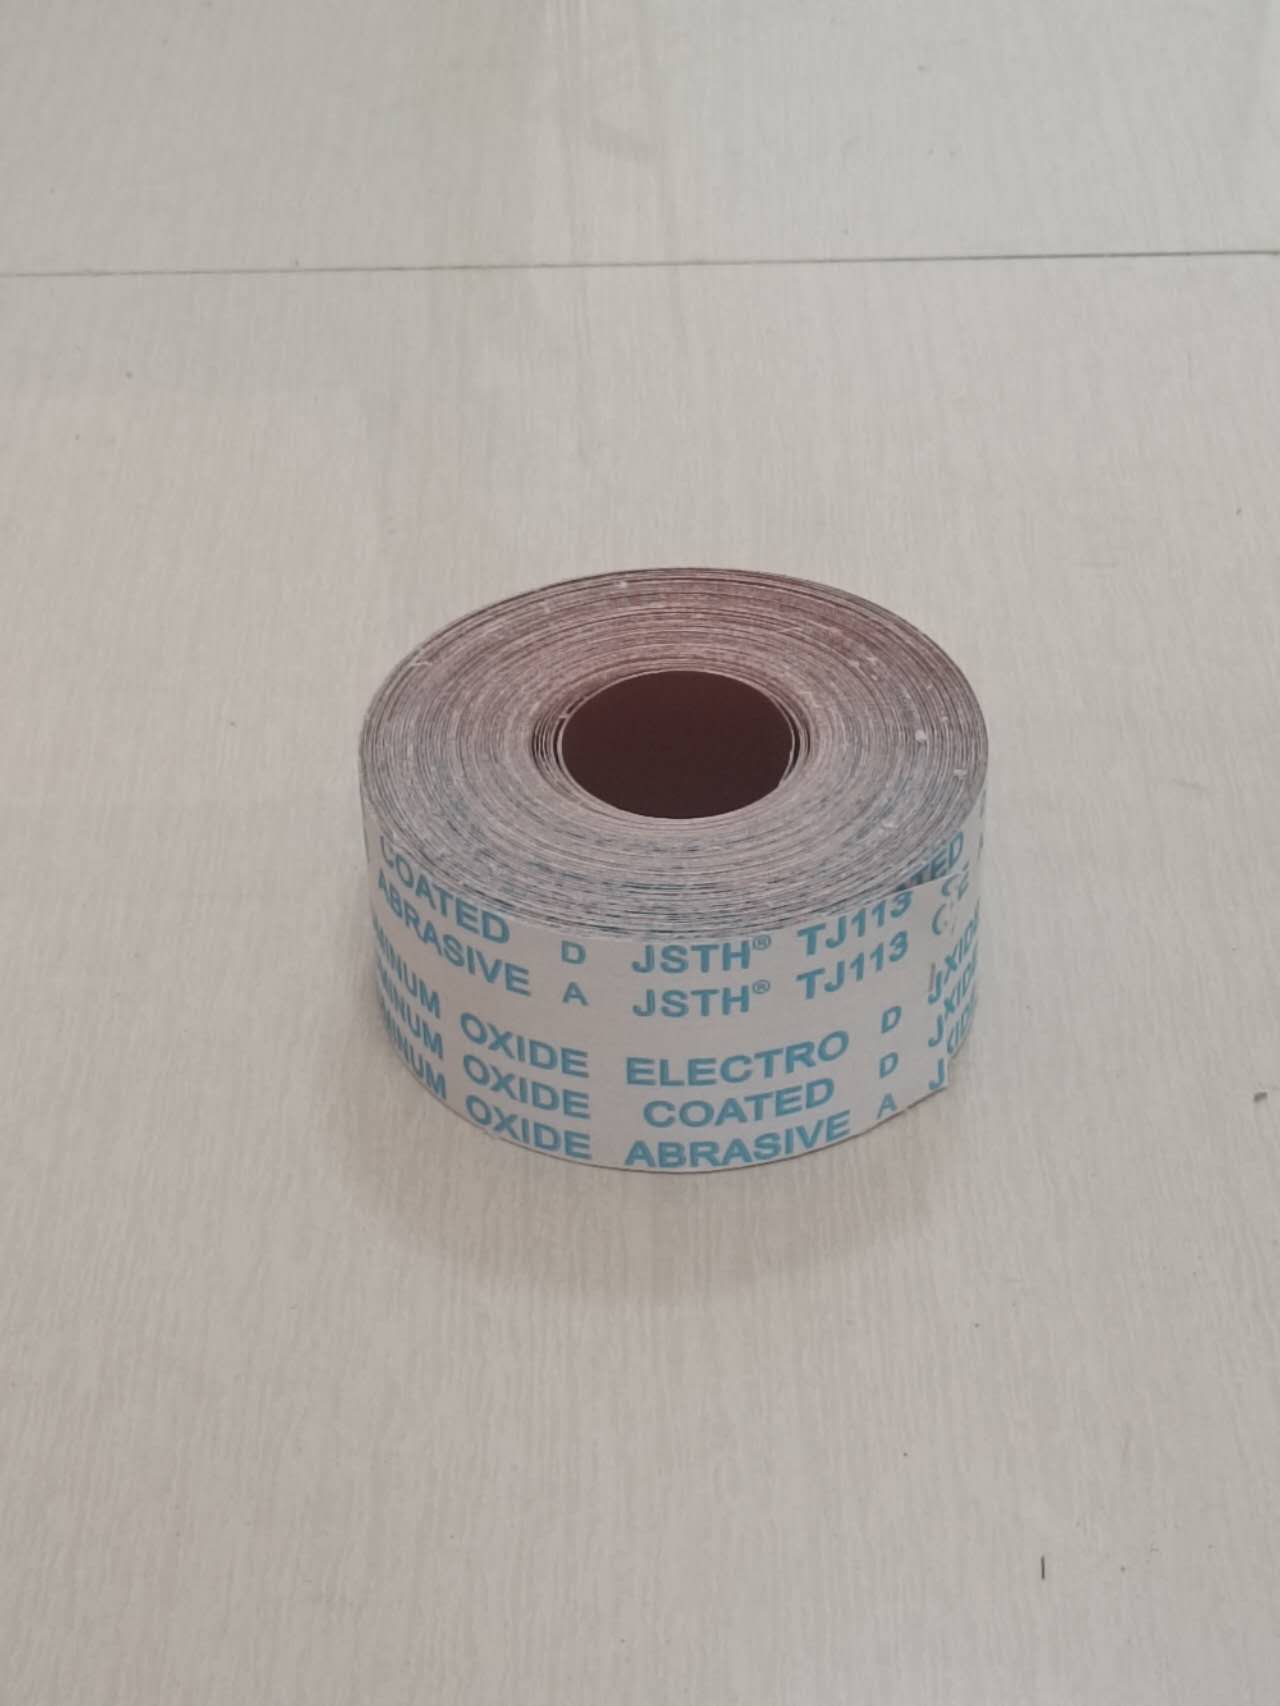 COATED D JSTH® TJ113
ABRASIVE A JSTH® TJ113
OXIDE ELECTRO D
OXIDE COATED D
OXIDE ABRASIVE A